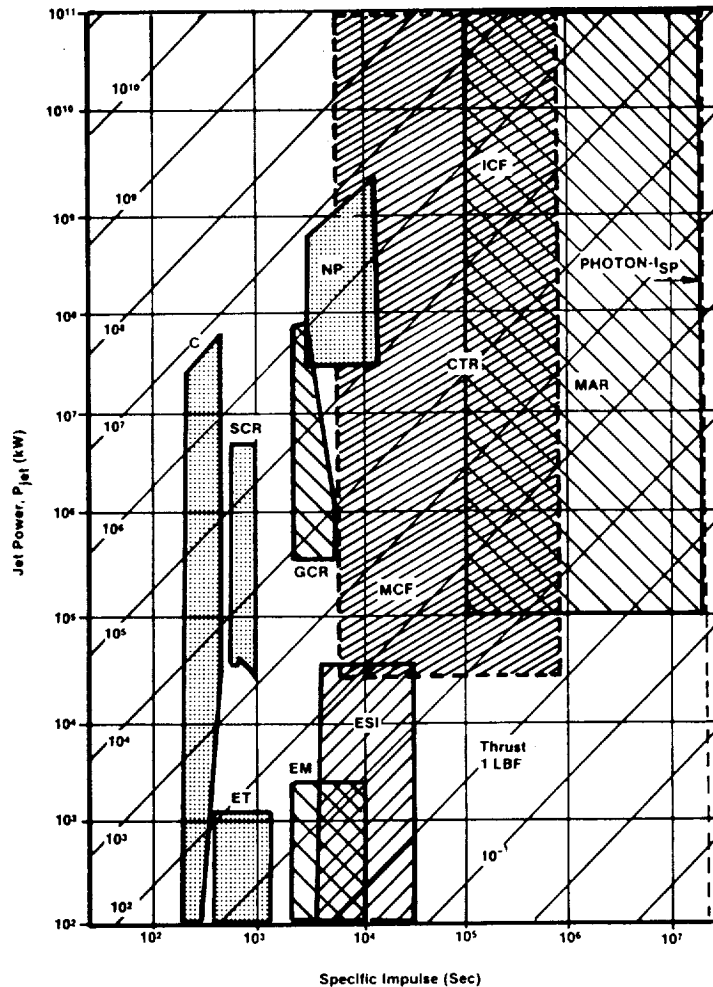 10¹¹
10¹⁰
10¹⁰
ICF
10⁹
10⁹
NP
PHOTON-I_SP
10⁸
10⁸
C
CTR
MAR
10⁷
10⁷
SCR
Jet Power, P_jet (kW)
10⁶
10⁶
GCR
MCF
10⁵
10⁵
10⁴
ESI
10⁴
Thrust
1 LBF
EM
ET
10³
10³
10⁻¹
10²
10²
10² 10³ 10⁴ 10⁵ 10⁶ 10⁷
Specific Impulse (Sec)